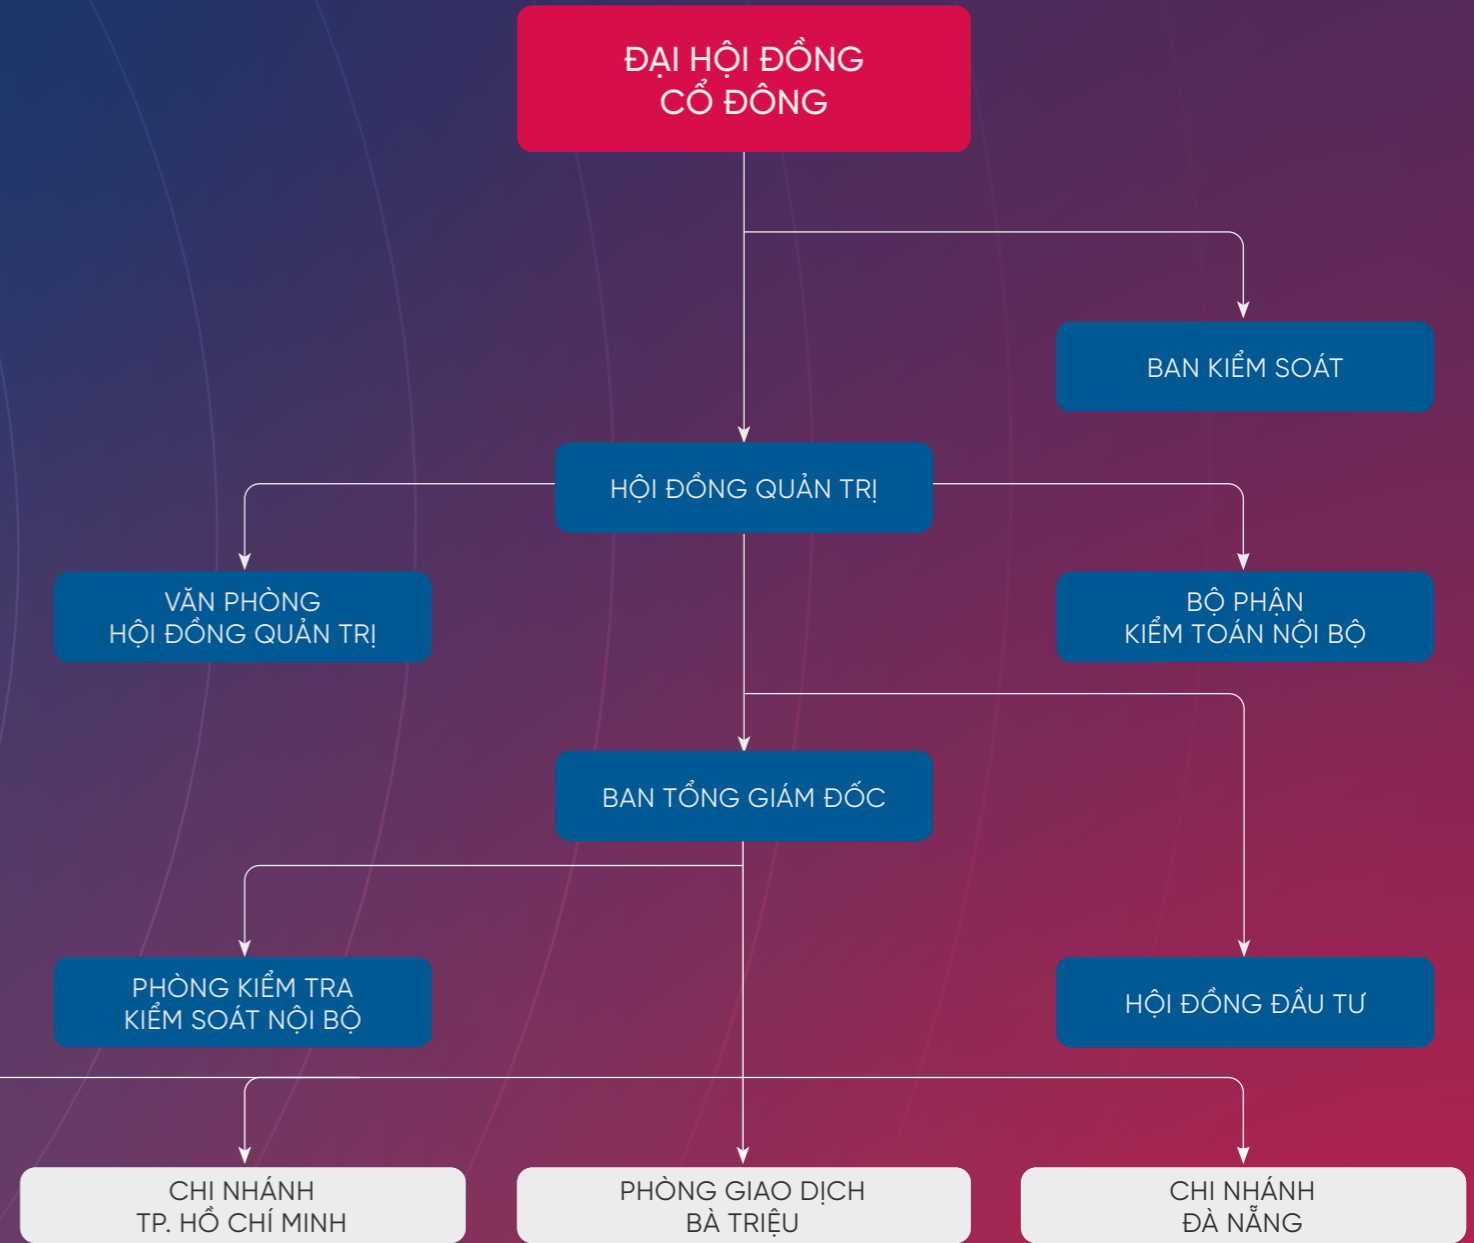 ĐẠI HỘI ĐỒNG
CỔ ĐÔNG
BAN KIỂM SOÁT
HỘI ĐỒNG QUẢN TRỊ
VĂN PHÒNG
HỘI ĐỒNG QUẢN TRỊ
BỘ PHẬN
KIỂM TOÁN NỘI BỘ
BAN TỔNG GIÁM ĐỐC
PHÒNG KIỂM TRA
KIỂM SOÁT NỘI BỘ
HỘI ĐỒNG ĐẦU TƯ
CHI NHÁNH
TP. HỒ CHÍ MINH
PHÒNG GIAO DỊCH
BÀ TRIỆU
CHI NHÁNH
ĐÀ NẴNG